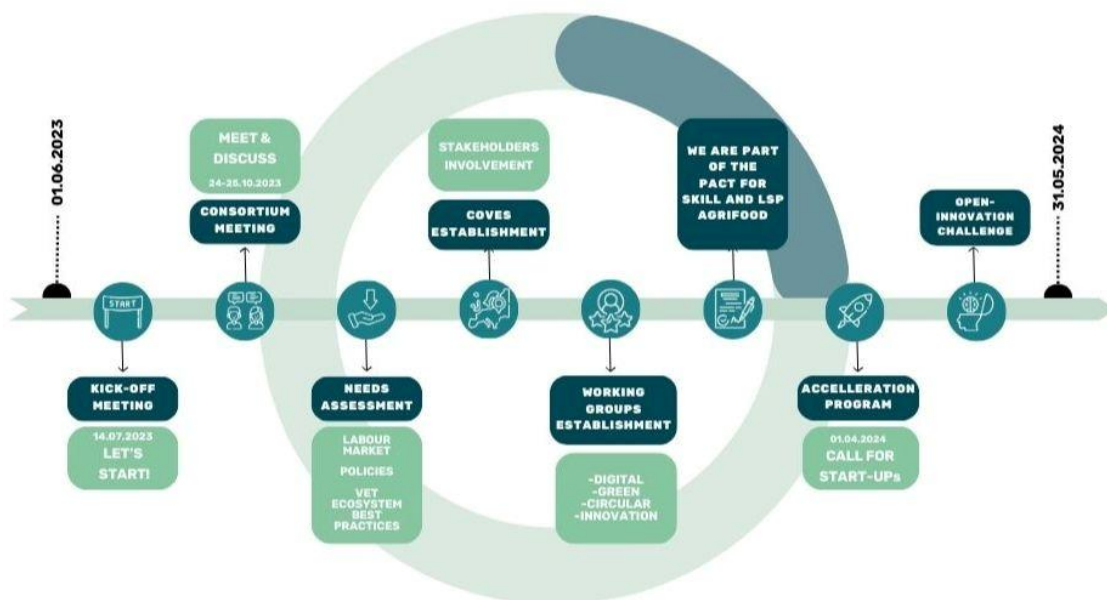 01.06.2023
START
KICK-OFF
MEETING
14.07.2023
LET'S
START!
MEET &
DISCUSS
24-25.10.2023
CONSORTIUM
MEETING
NEEDS
ASSESSMENT
LABOUR
MARKET
POLICIES
VET
ECOSYSTEM
BEST
PRACTICES
STAKEHOLDERS
INVOLVEMENT
COVES
ESTABLISHMENT
WORKING
GROUPS
ESTABLISHMENT
-DIGITAL
-GREEN
-CIRCULAR
-INNOVATION
WE ARE PART
OF THE
PACT FOR
SKILL AND LSP
AGRIFOOD
ACCELLERATION
PROGRAM
01.04.2024
CALL FOR
START-UPs
OPEN-
INNOVATION
CHALLENGE
31.05.2024